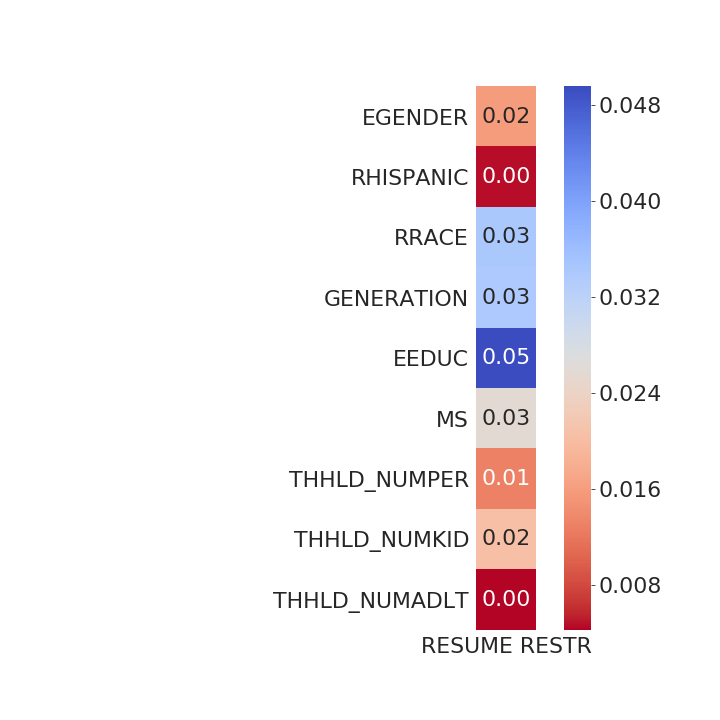 EGENDER 0.02
RHISPANIC 0.00
RRACE 0.03
GENERATION 0.03
EEDUC 0.05
MS 0.03
THHLD_NUMPER 0.01
THHLD_NUMKID 0.02
THHLD_NUMADLT 0.00
RESUME RESTR
0.048
0.040
0.032
0.024
0.016
0.008